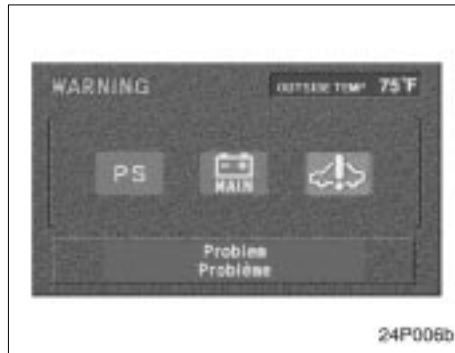 WARNING
OUTSIDE TEMP 75°F
PS
MAIN
Problem
Problème
24P006b